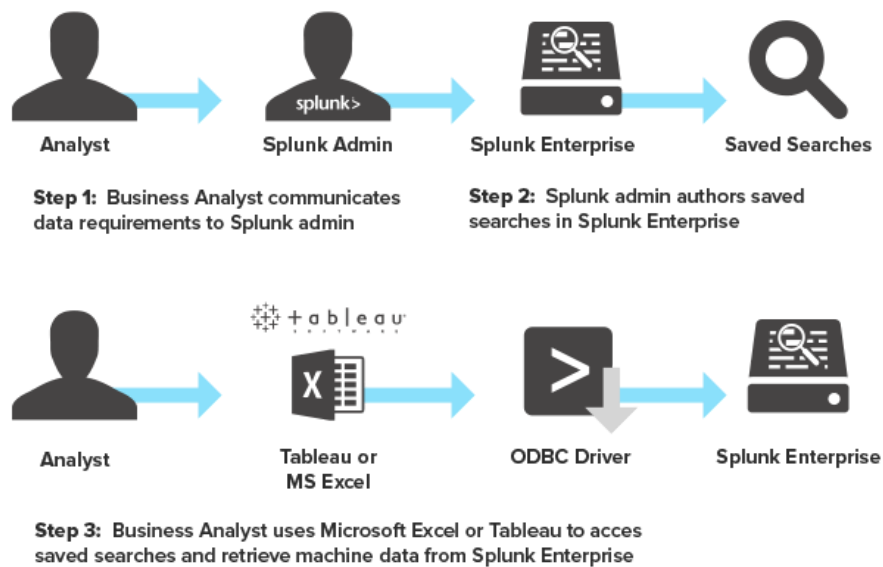 splunk>
Analyst
Splunk Admin
Splunk Enterprise
Saved Searches
Step 1: Business Analyst communicates
data requirements to Splunk admin
Step 2: Splunk admin authors saved
searches in Splunk Enterprise
+ a b | e a u
S O F T W A R E
X
>
Analyst
Tableau or
MS Excel
ODBC Driver
Splunk Enterprise
Step 3: Business Analyst uses Microsoft Excel or Tableau to acces
saved searches and retrieve machine data from Splunk Enterprise